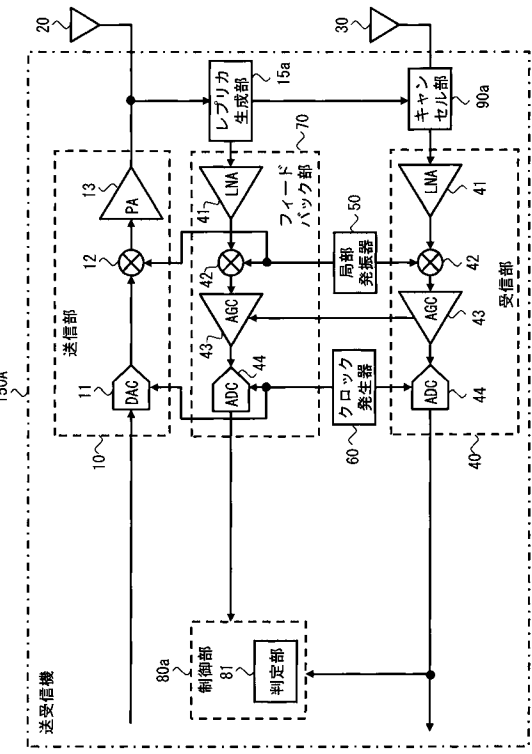 送受信機
20
10
送信部
11
DAC
12
13
PA
80a
制御部
81
判定部
15a
レプリカ
生成部
70
フィード
バック部
41
LNA
42
43
AGC
44
ADC
60
クロック
発生器
50
局部
発振器
30
90a
キャン
セル部
40
受信部
41
LNA
42
43
AGC
44
ADC